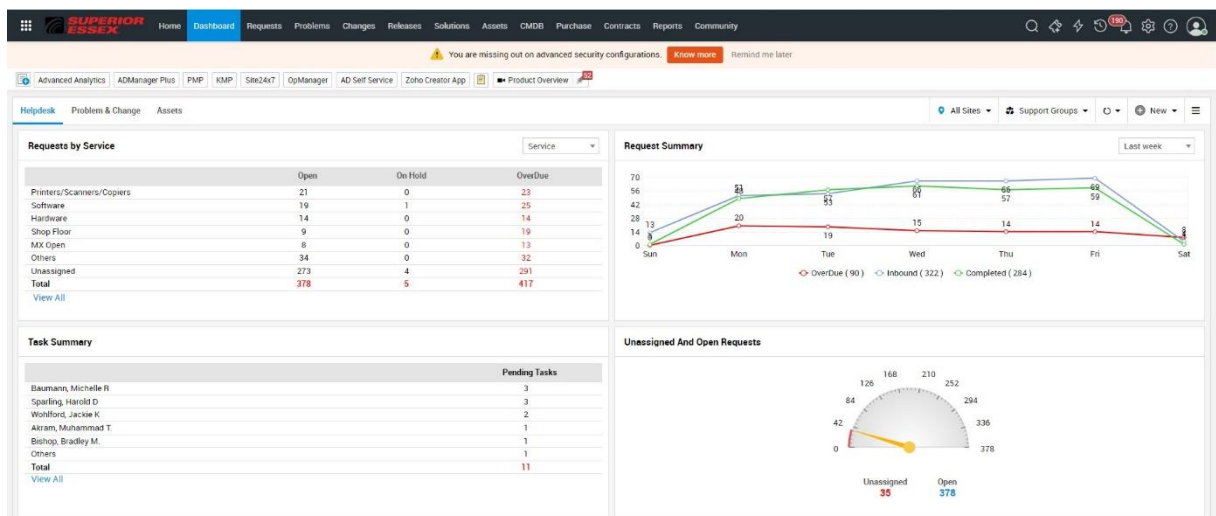 SUPERIOR ESSEX Home Dashboard Requests Problems Changes Releases Solutions Assets CMDB Purchase Contracts Reports Community 190
You are missing out on advanced security configurations. Know more Remind me later
Advanced Analytics ADManager Plus PMP KMP Site24x7 OpManager AD Self Service Zoho Creator App Product Overview 52
Helpdesk Problem & Change Assets All Sites Support Groups New
Requests by Service Service
Open On Hold OverDue
Printers/Scanners/Copiers 21 0 23
Software 19 1 25
Hardware 14 0 14
Shop Floor 9 0 19
MX Open 8 0 13
Others 34 0 32
Unassigned 273 4 291
Total 378 5 417
View All
Request Summary Last week
70
56
42
28
14
0
13
51
20
53
19
66
61
15
66
57
14
69
59
14
Sun Mon Tue Wed Thu Fri Sat
OverDue ( 90 ) Inbound ( 322 ) Completed ( 284 )
Task Summary
Pending Tasks
Baumann, Michelle R 3
Sparling, Harold D 3
Wohlford, Jackie K 2
Akram, Muhammad T. 1
Bishop, Bradley M. 1
Others 1
Total 11
View All
Unassigned And Open Requests
168 210
126 252
84 294
42 336
0 378
Unassigned Open
35 378